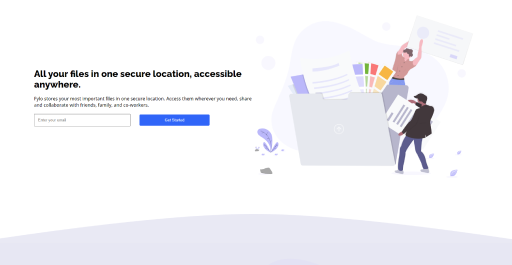 All your files in one secure location, accessible
anywhere.
Fylo stores your most important files in one secure location. Access them wherever you need, share
and collaborate with friends, family, and co-workers.
Enter your email
Get Started